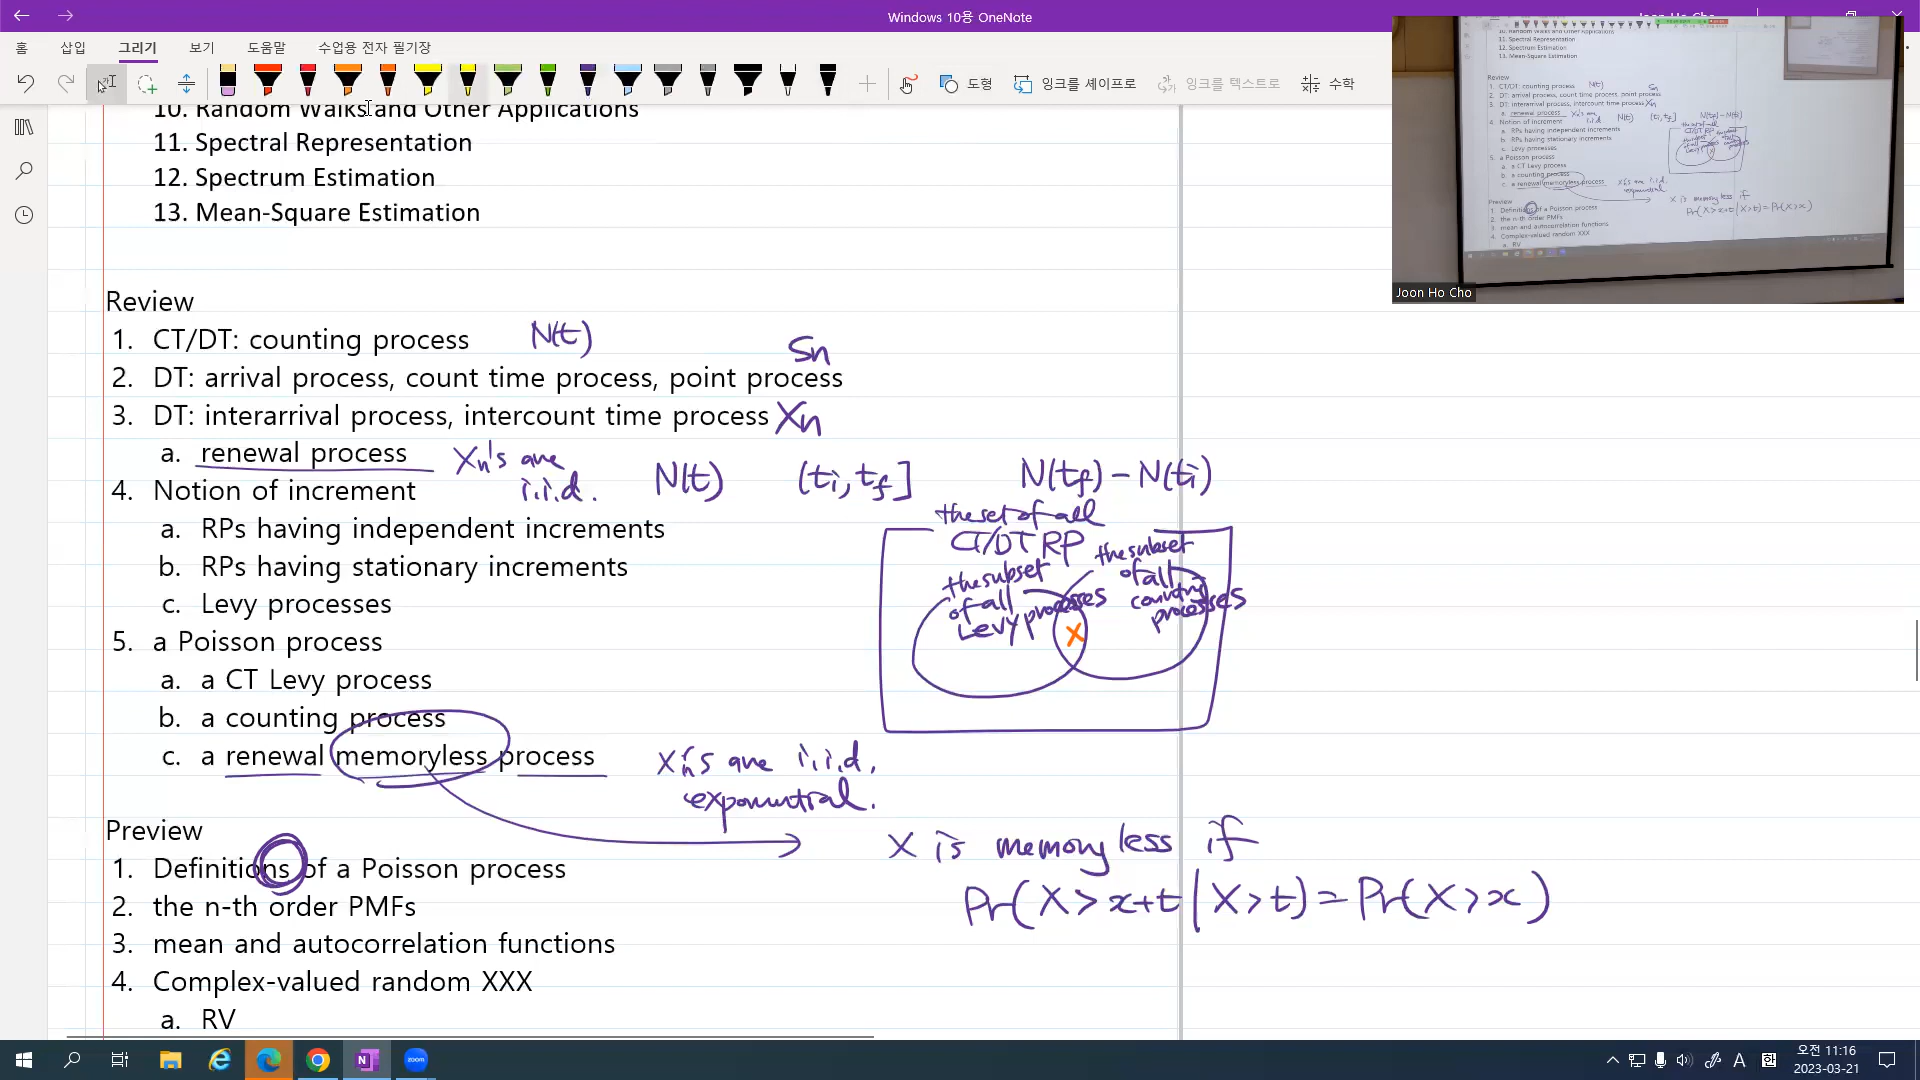 Windows 10용 OneNote
Joon Ho Cho
홈 삽입 그리기 보기 도움말 수업용 전자 필기장
도형 잉크를 셰이프로 잉크를 텍스트로 수학
10. Random Walks and Other Applications
11. Spectral Representation
12. Spectrum Estimation
13. Mean-Square Estimation
Joon Ho Cho
Review
1. CT/DT: counting process N(t)
Sn
2. DT: arrival process, count time process, point process
3. DT: interarrival process, intercount time process Xn
a. renewal process Xn's are
i.i.d.
N(t) (ti, tf] N(tf) - N(ti)
4. Notion of increment
a. RPs having independent increments
b. RPs having stationary increments
c. Levy processes
the set of all
CT/DT RP
the subset
of all
Levy processes
the subset
of all
counting
processes
X
5. a Poisson process
a. a CT Levy process
b. a counting process
c. a renewal memoryless process
Xn's are i.i.d.
exponential.
X is memoryless if
Pr(X > x+t | X > t) = Pr(X > x)
Preview
1. Definitions of a Poisson process
2. the n-th order PMFs
3. mean and autocorrelation functions
4. Complex-valued random XXX
a. RV
zoom
A 한
오전 11:16
2023-03-21